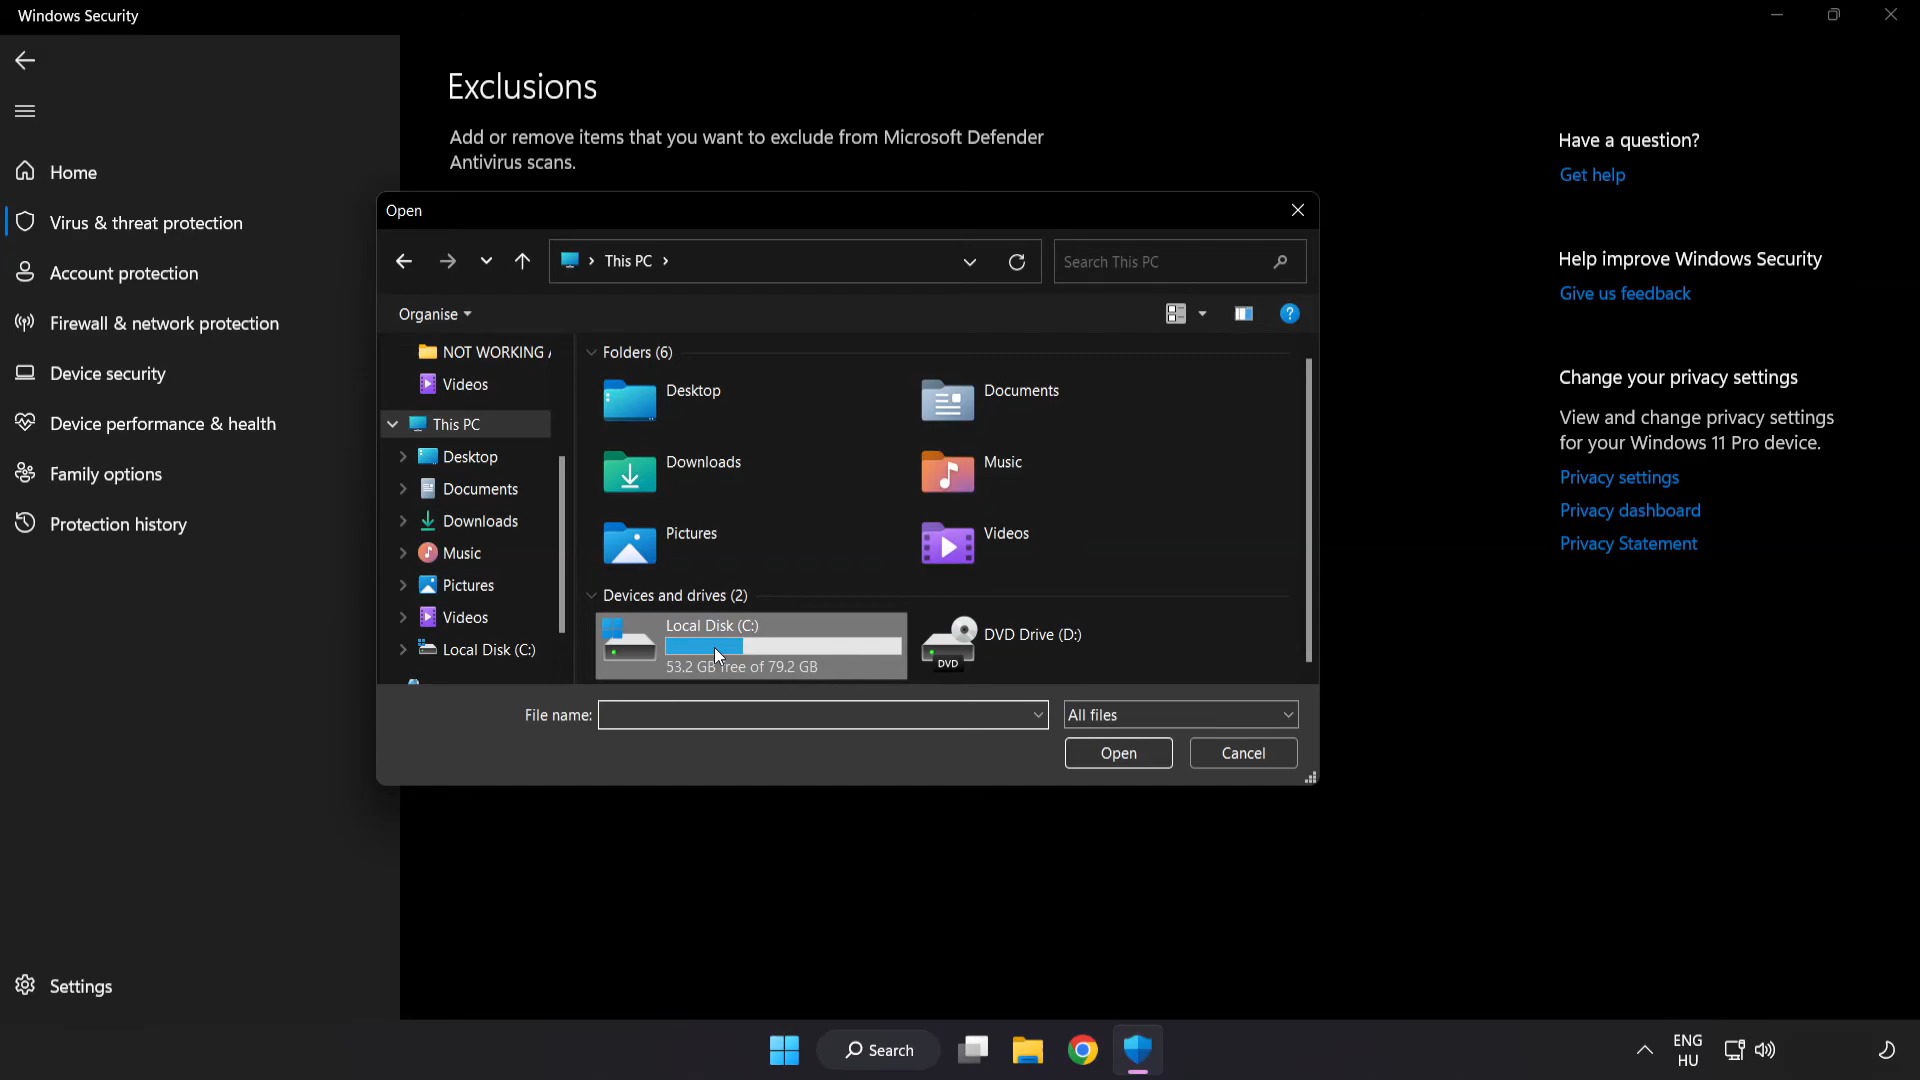 Windows Security
Home
Virus & threat protection
Account protection
Firewall & network protection
Device security
Device performance & health
Family options
Protection history
Settings
Exclusions
Add or remove items that you want to exclude from Microsoft Defender
Antivirus scans.
Open
This PC
Search This PC
Organise
NOT WORKING
Videos
This PC
Desktop
Documents
Downloads
Music
Pictures
Videos
Local Disk (C:)
Folders (6)
Desktop
Documents
Downloads
Music
Pictures
Videos
Devices and drives (2)
Local Disk (C:)
53.2 GB free of 79.2 GB
DVD Drive (D:)
DVD
File name:
All files
Open
Cancel
Have a question?
Get help
Help improve Windows Security
Give us feedback
Change your privacy settings
View and change privacy settings
for your Windows 11 Pro device.
Privacy settings
Privacy dashboard
Privacy Statement
Search
ENG
HU